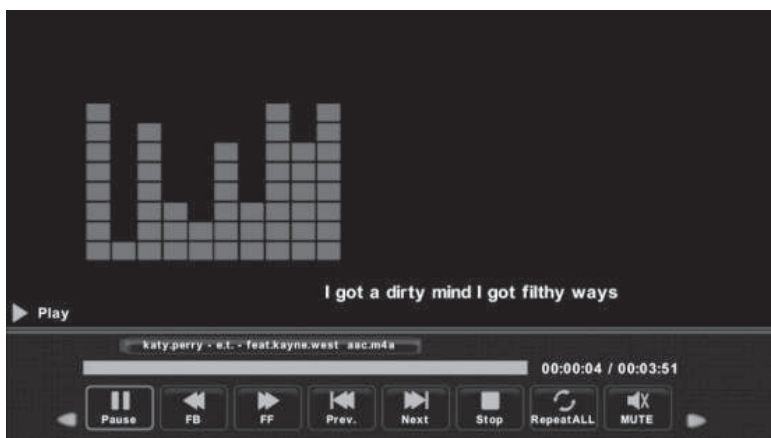 I got a dirty mind I got filthy ways
Play
katy.perry - e.t. - feat.kayne.west aac.m4a
00:00:04 / 00:03:51
Pause FB FF Prev. Next Stop RepeatALL MUTE